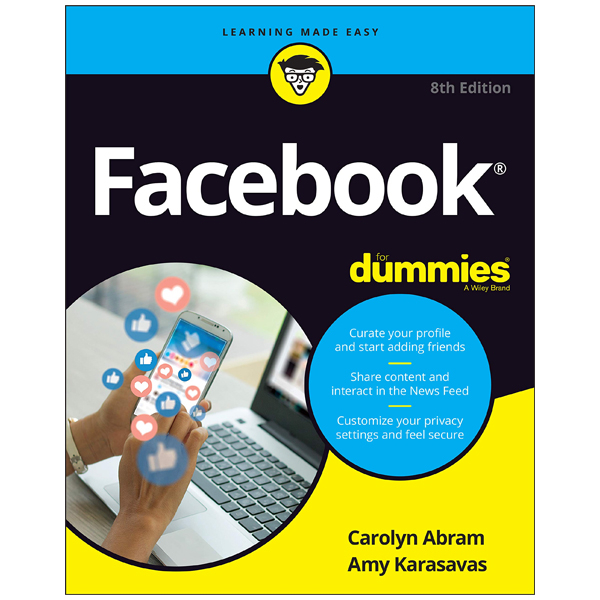 LEARNING MADE EASY
8th Edition
Facebook®
for
dummies®
A Wiley Brand
Curate your profile
and start adding friends
Share content and
interact in the News Feed
Customize your privacy
settings and feel secure
Carolyn Abram
Amy Karasavas